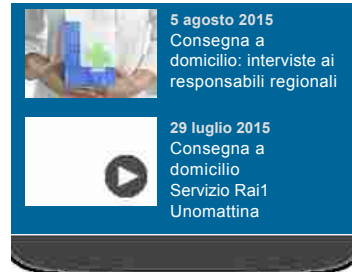 5 agosto 2015
Consegna a
domicilio: interviste ai
responsabili regionali
29 luglio 2015
Consegna a
domicilio
Servizio Rai1
Unomattina